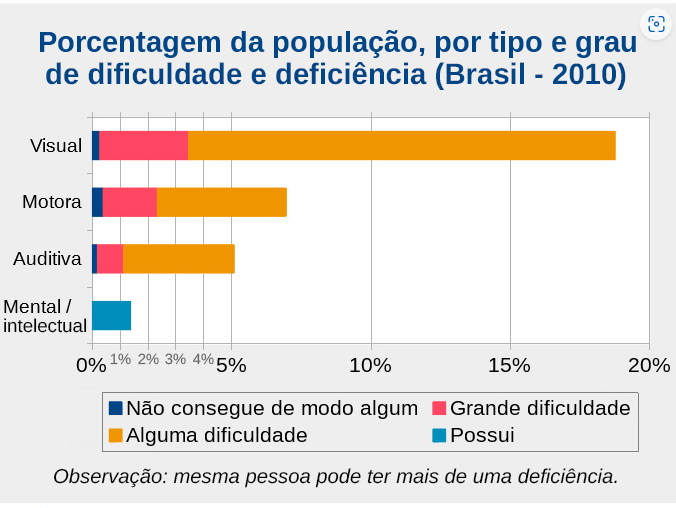 Porcentagem da população, por tipo e grau
de dificuldade e deficiência (Brasil - 2010)
Visual
Motora
Auditiva
Mental /
intelectual
0% 1% 2% 3% 4% 5% 10% 15% 20%
Não consegue de modo algum Grande dificuldade
Alguma dificuldade Possui
Observação: mesma pessoa pode ter mais de uma deficiência.